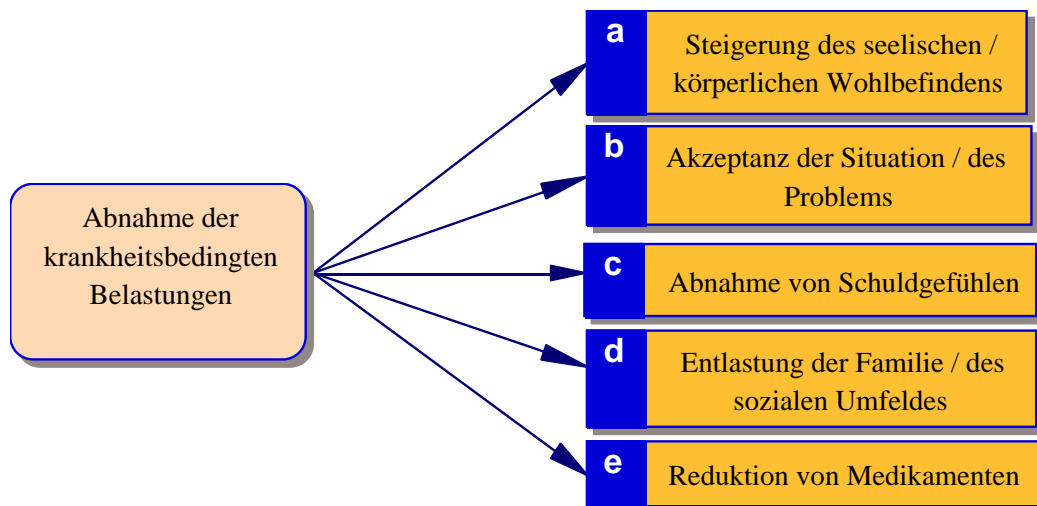 Abnahme der
krankheitsbedingten
Belastungen
a
Steigerung des seelischen /
körperlichen Wohlbefindens
b
Akzeptanz der Situation / des
Problems
c
Abnahme von Schuldgefühlen
d
Entlastung der Familie / des
sozialen Umfeldes
e
Reduktion von Medikamenten